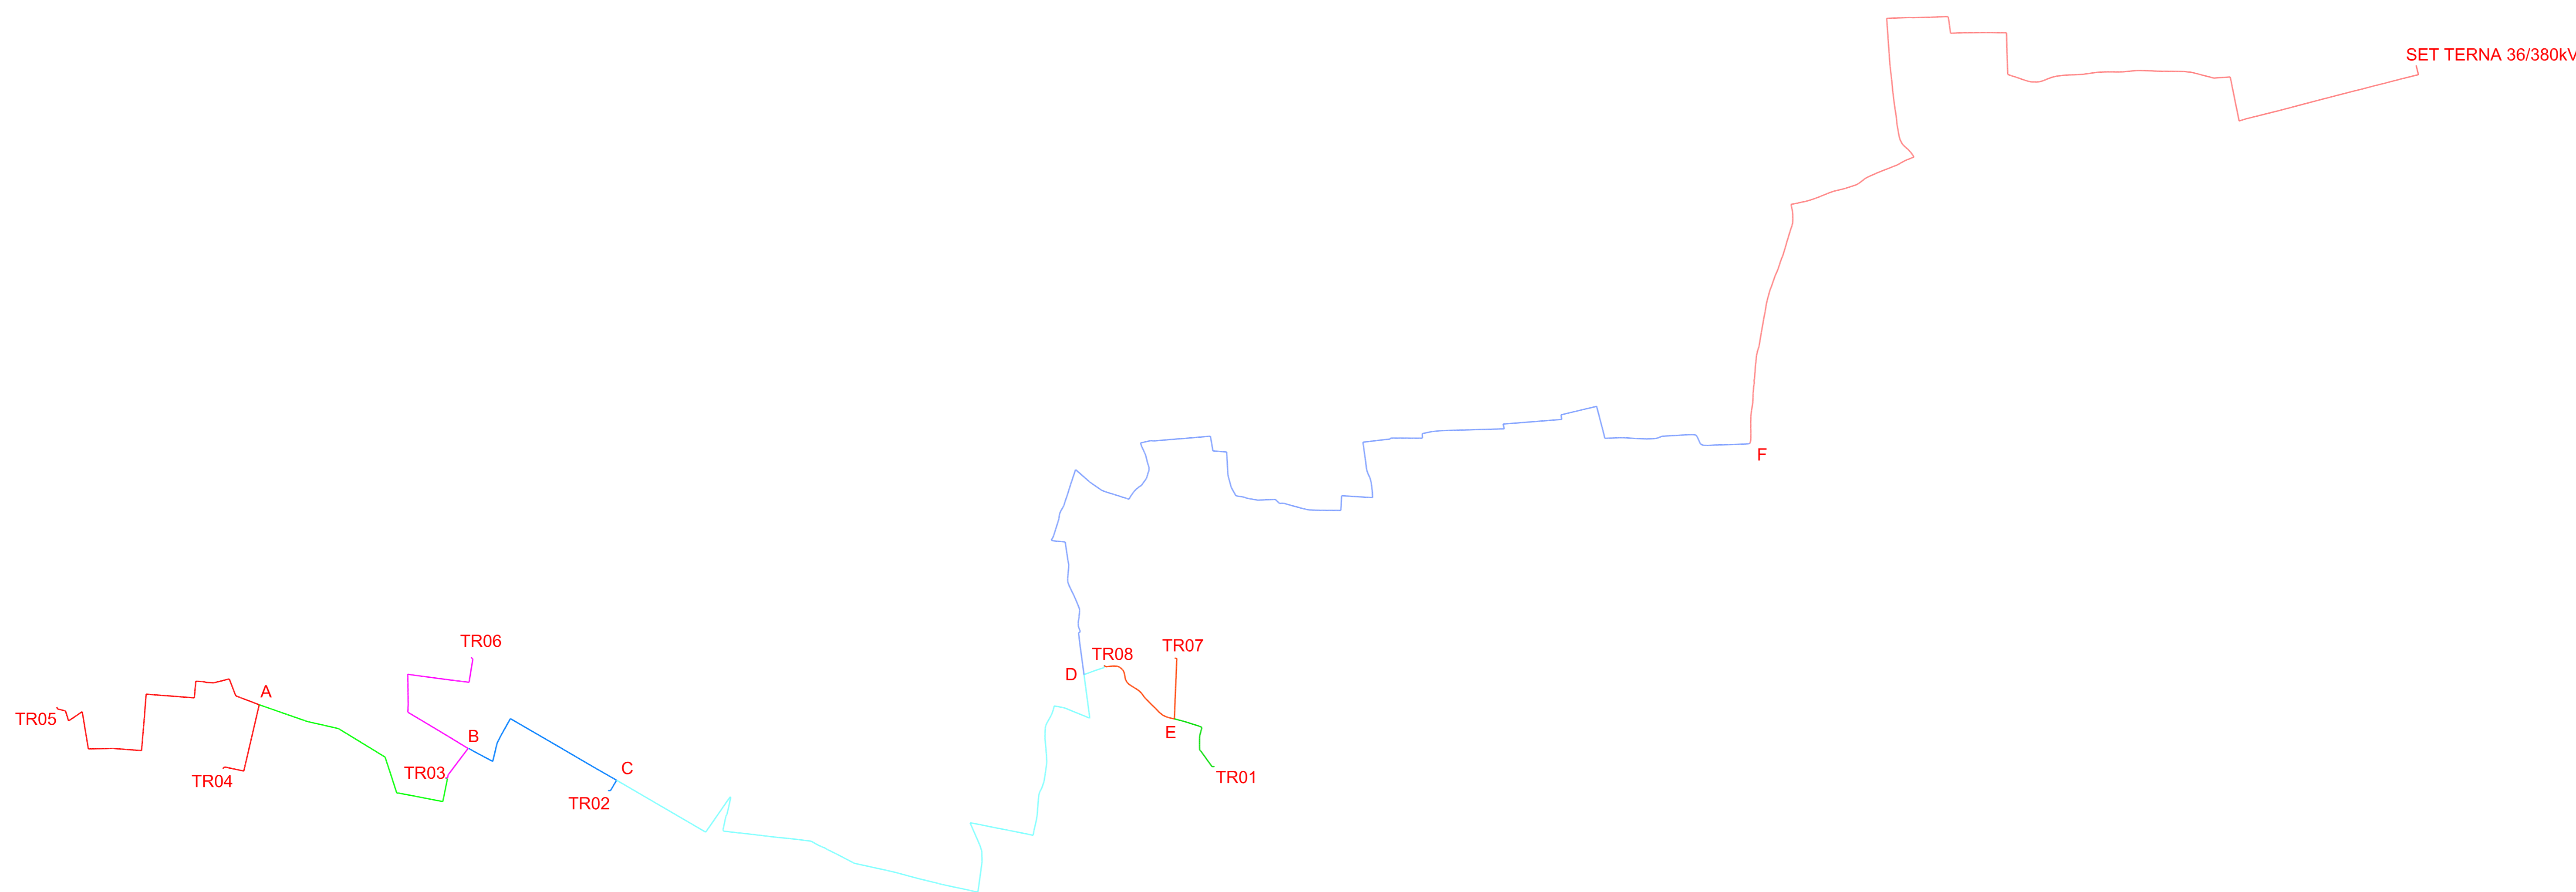 SET TERNA 36/380kV
F
TR06
TR08
TR07
D
A
TR05
E
B
C
TR03
TR04
TR01
TR02